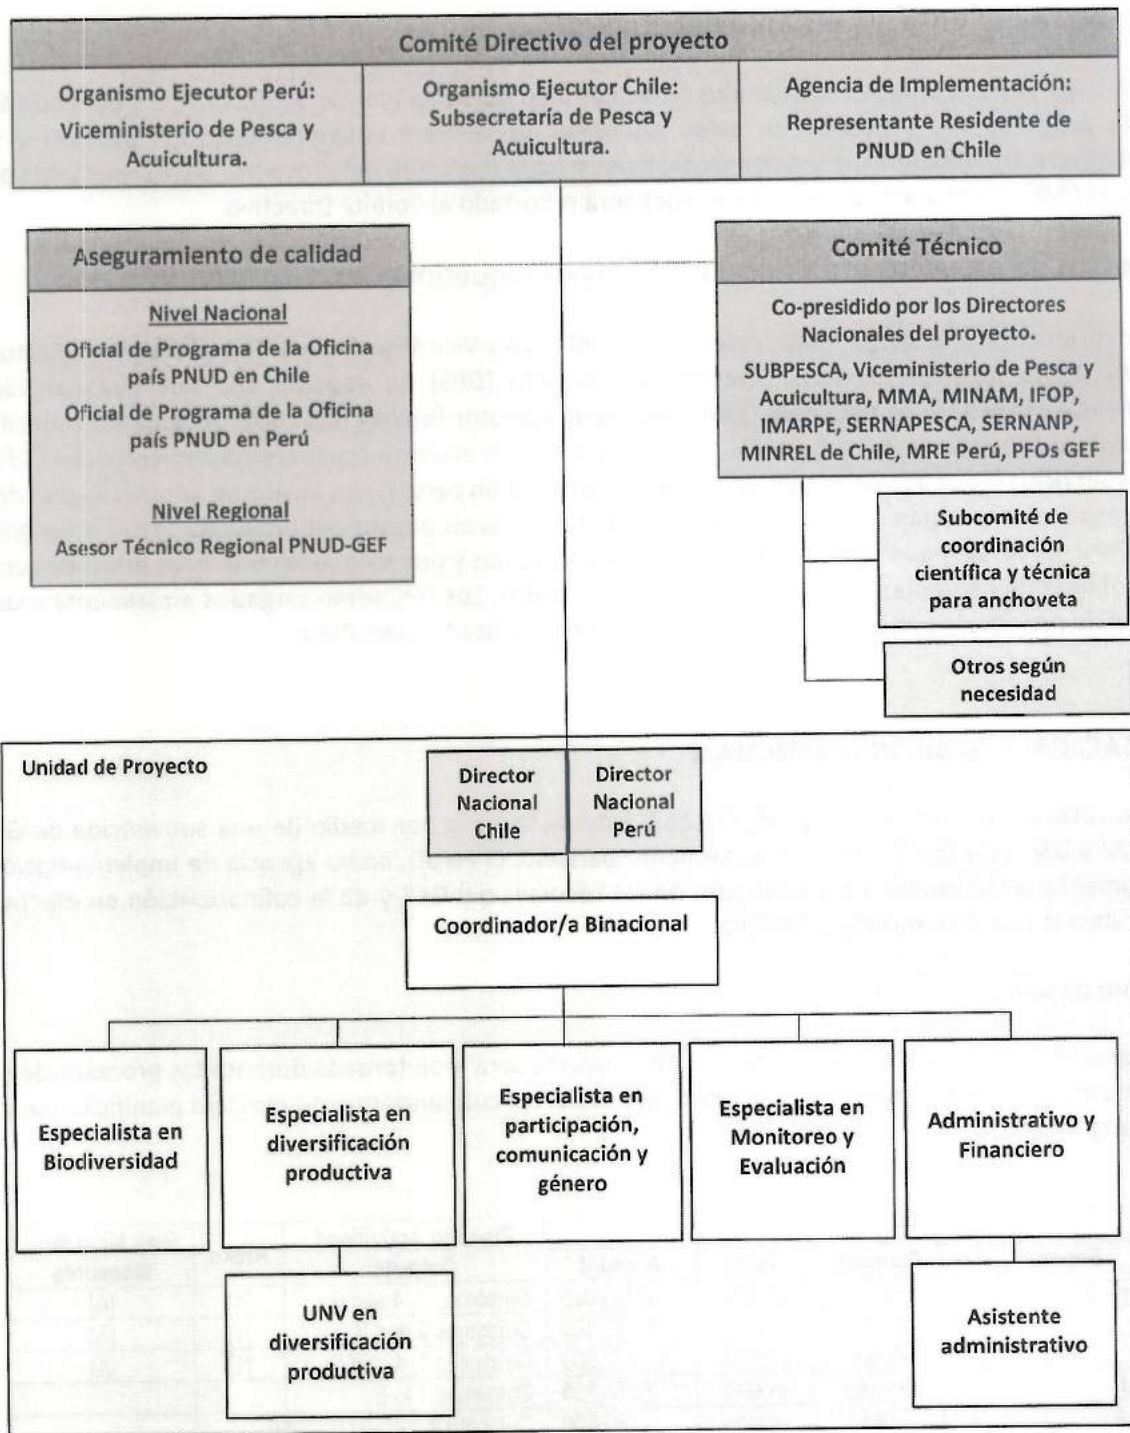 Comité Directivo del proyecto
Organismo Ejecutor Perú:
Viceministerio de Pesca y
Acuicultura.
Organismo Ejecutor Chile:
Subsecretaría de Pesca y
Acuicultura.
Agencia de Implementación:
Representante Residente de
PNUD en Chile
Aseguramiento de calidad
Nivel Nacional
Oficial de Programa de la Oficina
país PNUD en Chile
Oficial de Programa de la Oficina
país PNUD en Perú
Nivel Regional
Asesor Técnico Regional PNUD-GEF
Comité Técnico
Co-presidido por los Directores
Nacionales del proyecto.
SUBPESCA, Viceministerio de Pesca y
Acuicultura, MMA, MINAM, IFOP,
IMARPE, SERNAPESCA, SERNANP,
MINREL de Chile, MRE Perú, PFOs GEF
Subcomité de
coordinación
científica y técnica
para anchoveta
Otros según
necesidad
Unidad de Proyecto
Director
Nacional
Chile
Director
Nacional
Perú
Coordinador/a Binacional
Especialista en
Biodiversidad
Especialista en
diversificación
productiva
Especialista en
participación,
comunicación y
género
Especialista en
Monitoreo y
Evaluación
Administrativo y
Financiero
UNV en
diversificación
productiva
Asistente
administrativo